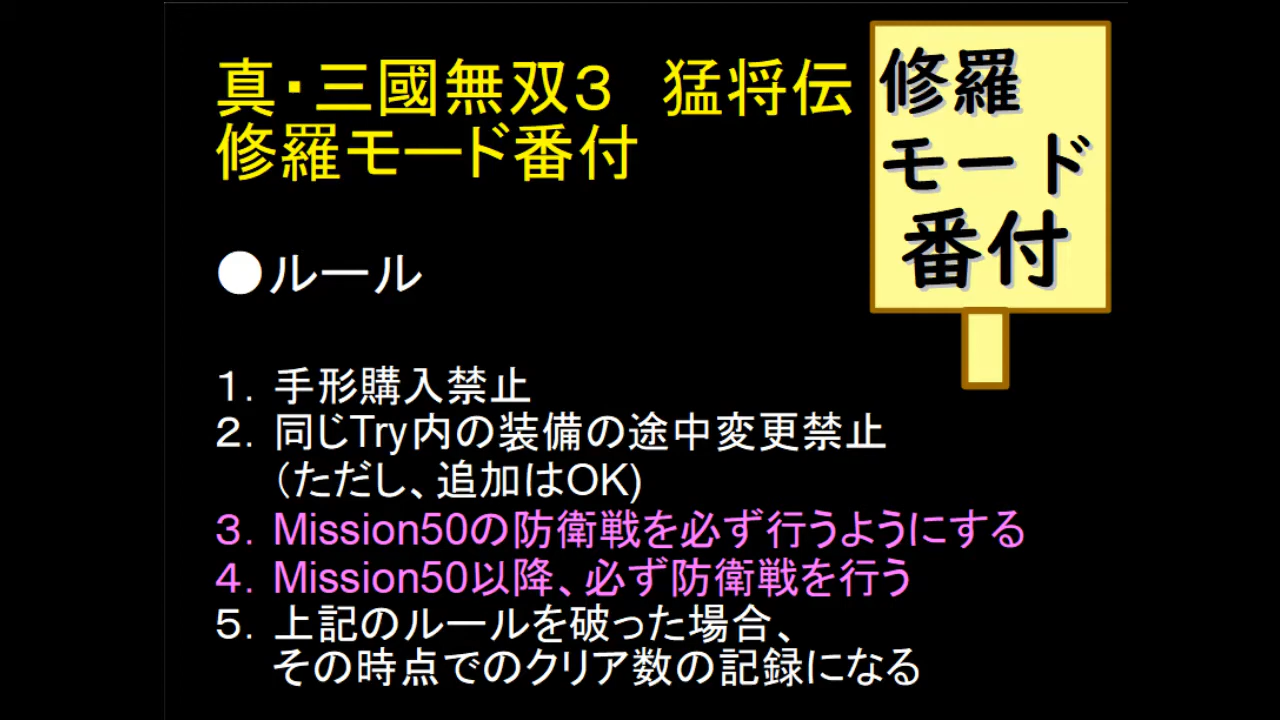 真・三國無双３　猛将伝
修羅モード番付
修羅
モード
番付
●ルール
１．手形購入禁止
２．同じTry内の装備の途中変更禁止
（ただし、追加はOK)
３．Mission50の防衛戦を必ず行うようにする
４．Mission50以降、必ず防衛戦を行う
５．上記のルールを破った場合、
その時点でのクリア数の記録になる